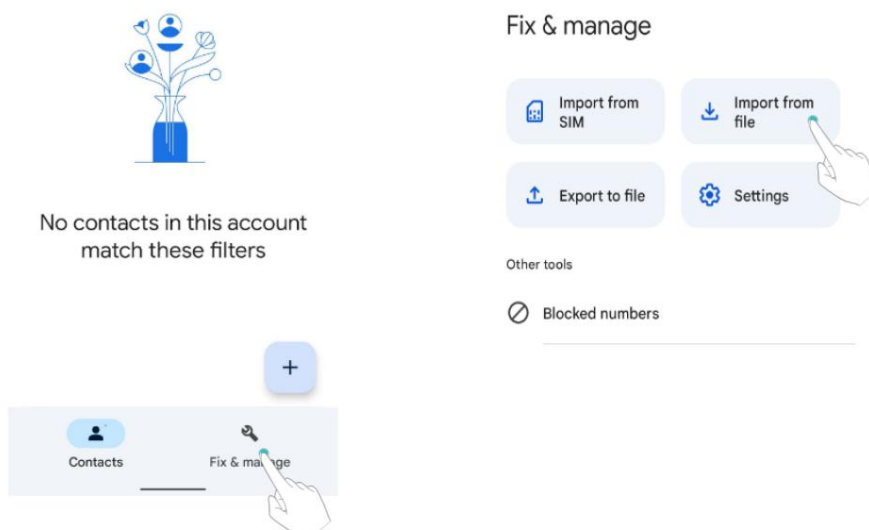 No contacts in this account
match these filters
+
Contacts
Fix & manage
Fix & manage
Import from
SIM
Import from
file
Export to file
Settings
Other tools
Blocked numbers